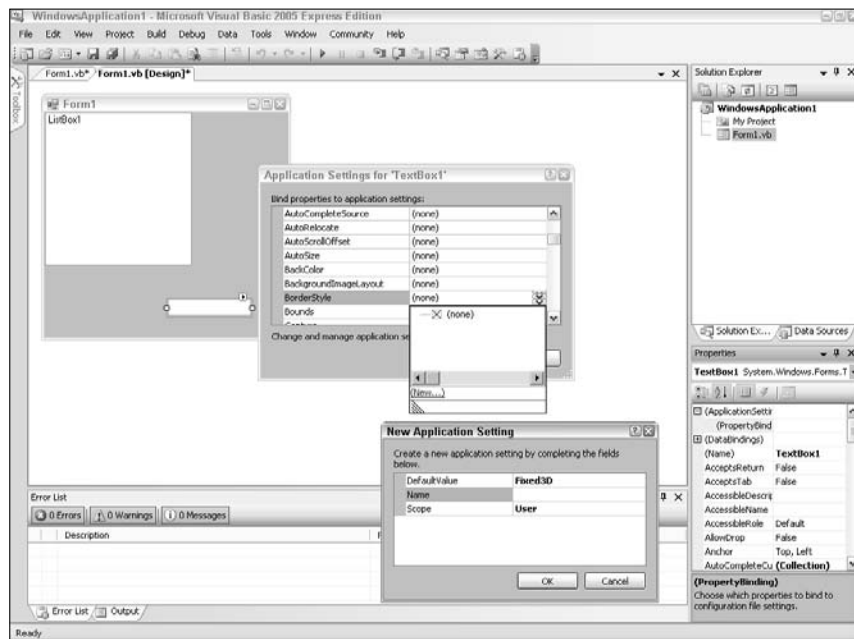 WindowsApplication1 - Microsoft Visual Basic 2005 Express Edition
File Edit View Project Build Debug Data Tools Window Community Help
Toolbox
Form1.vb* Form1.vb [Design]*
Form1
ListBox1
Application Settings for 'TextBox1'
Bind properties to application settings:
AutoCompleteSource (none)
AutoRelocate (none)
AutoScrollOffset (none)
AutoSize (none)
BackColor (none)
BackgroundImageLayout (none)
BorderStyle (none)
Bounds
Change and manage application se
(none)
(New...)
New Application Setting
Create a new application setting by completing the fields
below.
DefaultValue Fixed3D
Name
Scope User
OK Cancel
Error List
0 Errors 0 Warnings 0 Messages
Description F
Error List Output
Ready
Solution Explorer
WindowsApplication1
My Project
Form1.vb
Solution Ex... Data Sources
Properties
TextBox1 System.Windows.Forms.T
(ApplicationSettin
(PropertyBind
(DataBindings)
(Name) TextBox1
AcceptsReturn False
AcceptsTab False
AccessibleDescrip
AccessibleName
AccessibleRole Default
AllowDrop False
Anchor Top, Left
AutoCompleteCu (Collection)
(PropertyBinding)
Choose which properties to bind to
configuration file settings.